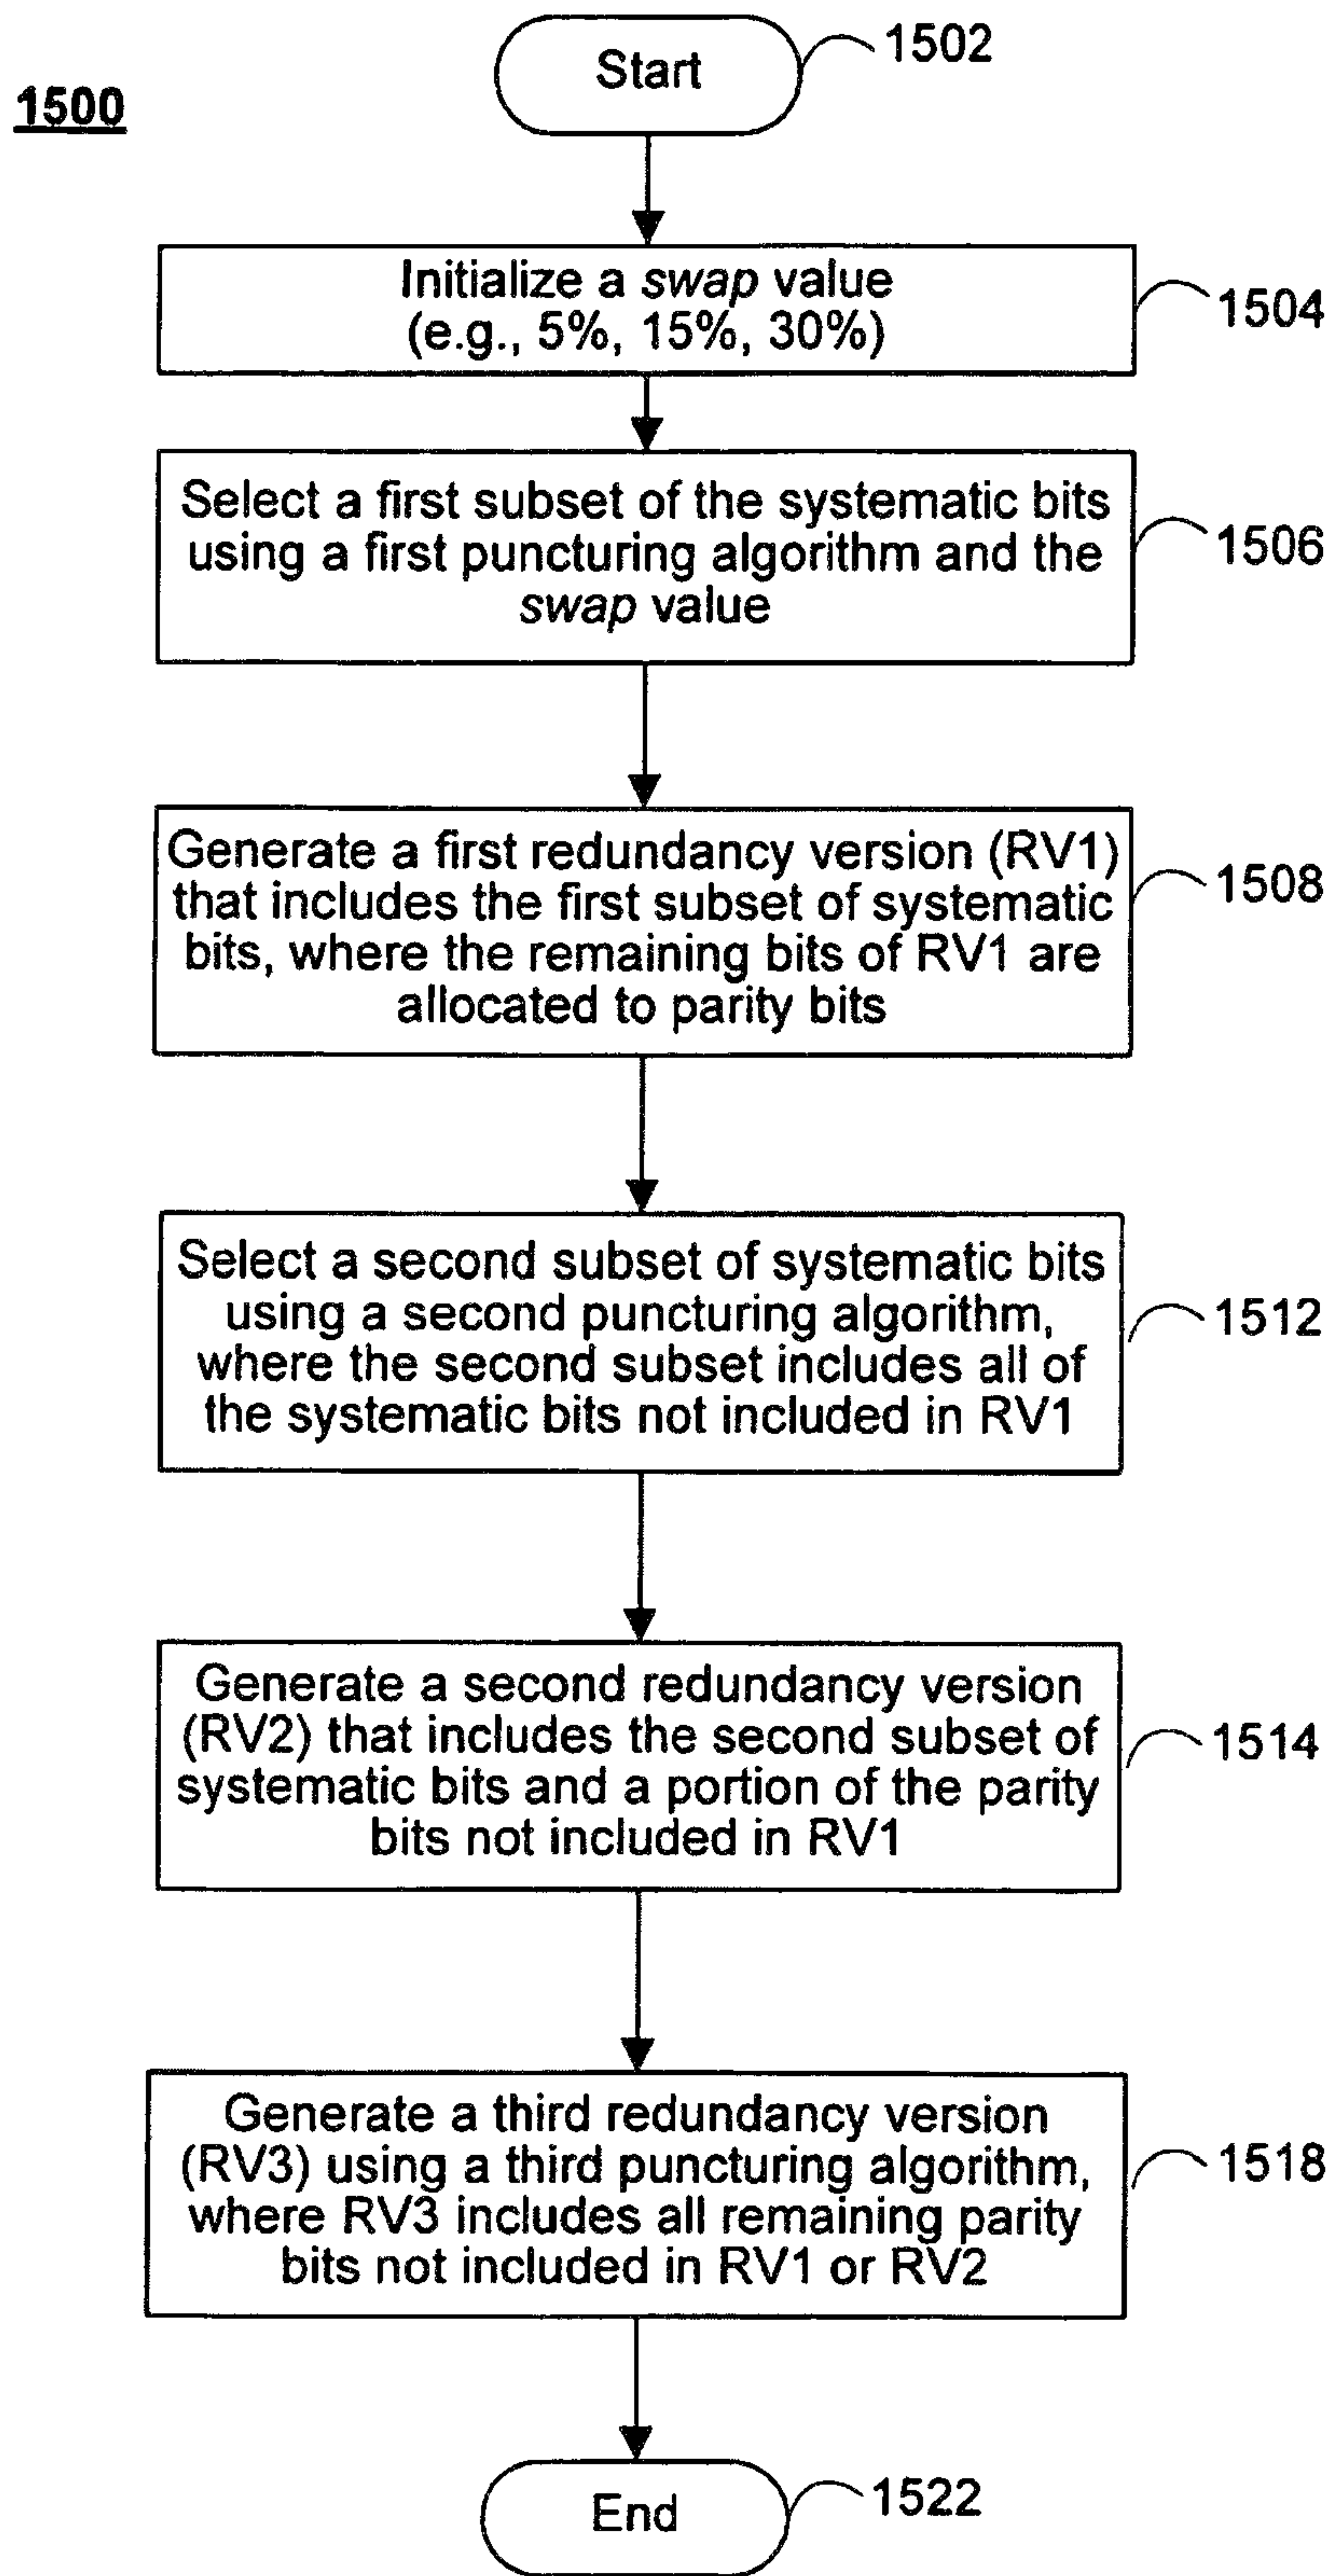 1500
Start
1502
Initialize a swap value
(e.g., 5%, 15%, 30%)
1504
Select a first subset of the systematic bits
using a first puncturing algorithm and the
swap value
1506
Generate a first redundancy version (RV1)
that includes the first subset of systematic
bits, where the remaining bits of RV1 are
allocated to parity bits
1508
Select a second subset of systematic bits
using a second puncturing algorithm,
where the second subset includes all of
the systematic bits not included in RV1
1512
Generate a second redundancy version
(RV2) that includes the second subset of
systematic bits and a portion of the parity
bits not included in RV1
1514
Generate a third redundancy version
(RV3) using a third puncturing algorithm,
where RV3 includes all remaining parity
bits not included in RV1 or RV2
1518
End
1522